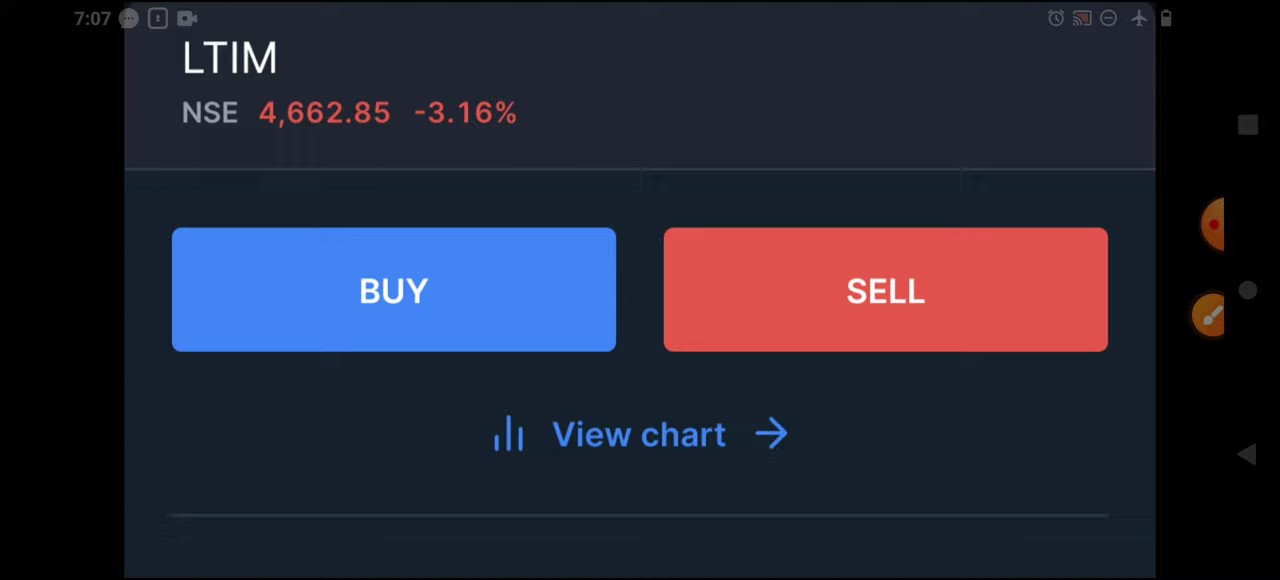 7:07
LTIM
NSE 4,662.85 -3.16%
BUY SELL
View chart